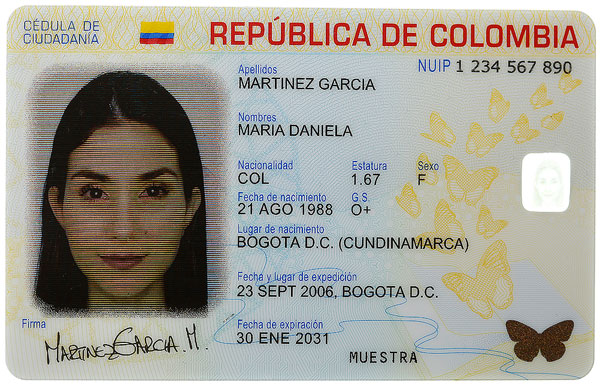 CÉDULA DE CIUDADANÍA
REPÚBLICA DE COLOMBIA
NUIP 1 234 567 890
Apellidos
MARTINEZ GARCIA
Nombres
MARIA DANIELA
Nacionalidad Estatura Sexo
COL 1.67 F
Fecha de nacimiento G.S.
21 AGO 1988 O+
Lugar de nacimiento
BOGOTA D.C. (CUNDINAMARCA)
Fecha y lugar de expedición
23 SEPT 2006, BOGOTA D.C.
Fecha de expiración
30 ENE 2031
MUESTRA
Firma
MARTINEZ GARCIA. M.